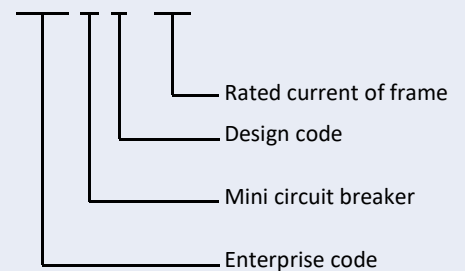 Rated current of frame
Design code
Mini circuit breaker
Enterprise code